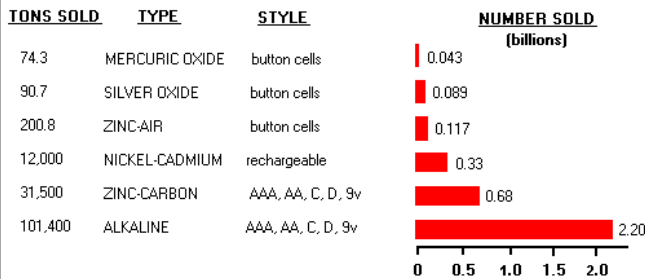 TONS SOLD TYPE STYLE NUMBER SOLD
(billions)
74.3 MERCURIC OXIDE button cells 0.043
90.7 SILVER OXIDE button cells 0.089
200.8 ZINC-AIR button cells 0.117
12,000 NICKEL-CADMIUM rechargeable 0.33
31,500 ZINC-CARBON AAA, AA, C, D, 9v 0.68
101,400 ALKALINE AAA, AA, C, D, 9v 2.20
0 0.5 1.0 1.5 2.0